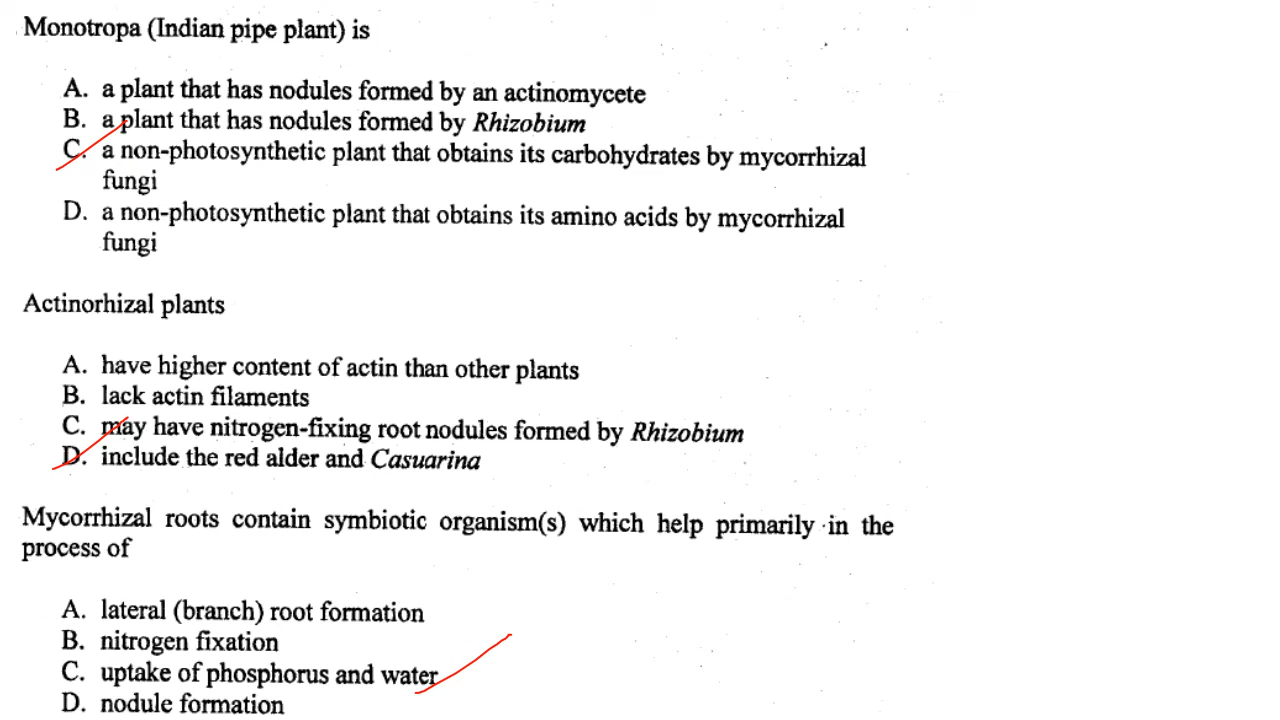 Monotropa (Indian pipe plant) is
A. a plant that has nodules formed by an actinomycete
B. a plant that has nodules formed by Rhizobium
C. a non-photosynthetic plant that obtains its carbohydrates by mycorrhizal
fungi
D. a non-photosynthetic plant that obtains its amino acids by mycorrhizal
fungi
Actinorhizal plants
A. have higher content of actin than other plants
B. lack actin filaments
C. may have nitrogen-fixing root nodules formed by Rhizobium
D. include the red alder and Casuarina
Mycorrhizal roots contain symbiotic organism(s) which help primarily in the
process of
A. lateral (branch) root formation
B. nitrogen fixation
C. uptake of phosphorus and water
D. nodule formation